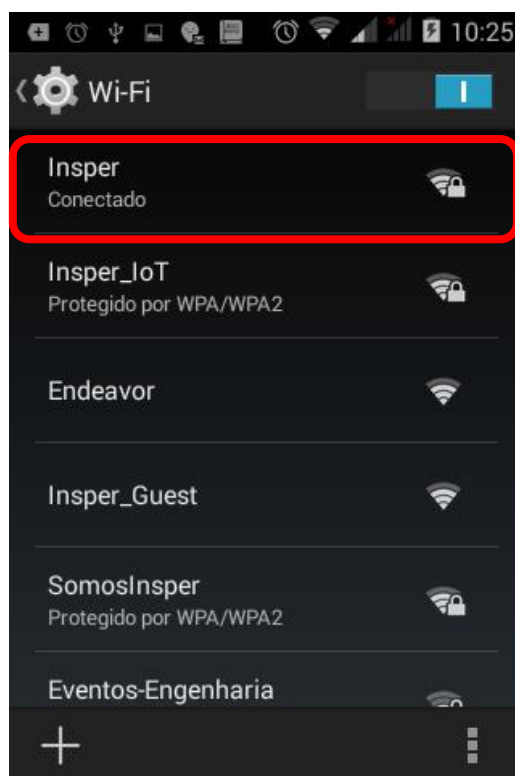 10:25
Wi-Fi
Insper
Conectado
Insper_IoT
Protegido por WPA/WPA2
Endeavor
Insper_Guest
SomosInsper
Protegido por WPA/WPA2
Eventos-Engenharia